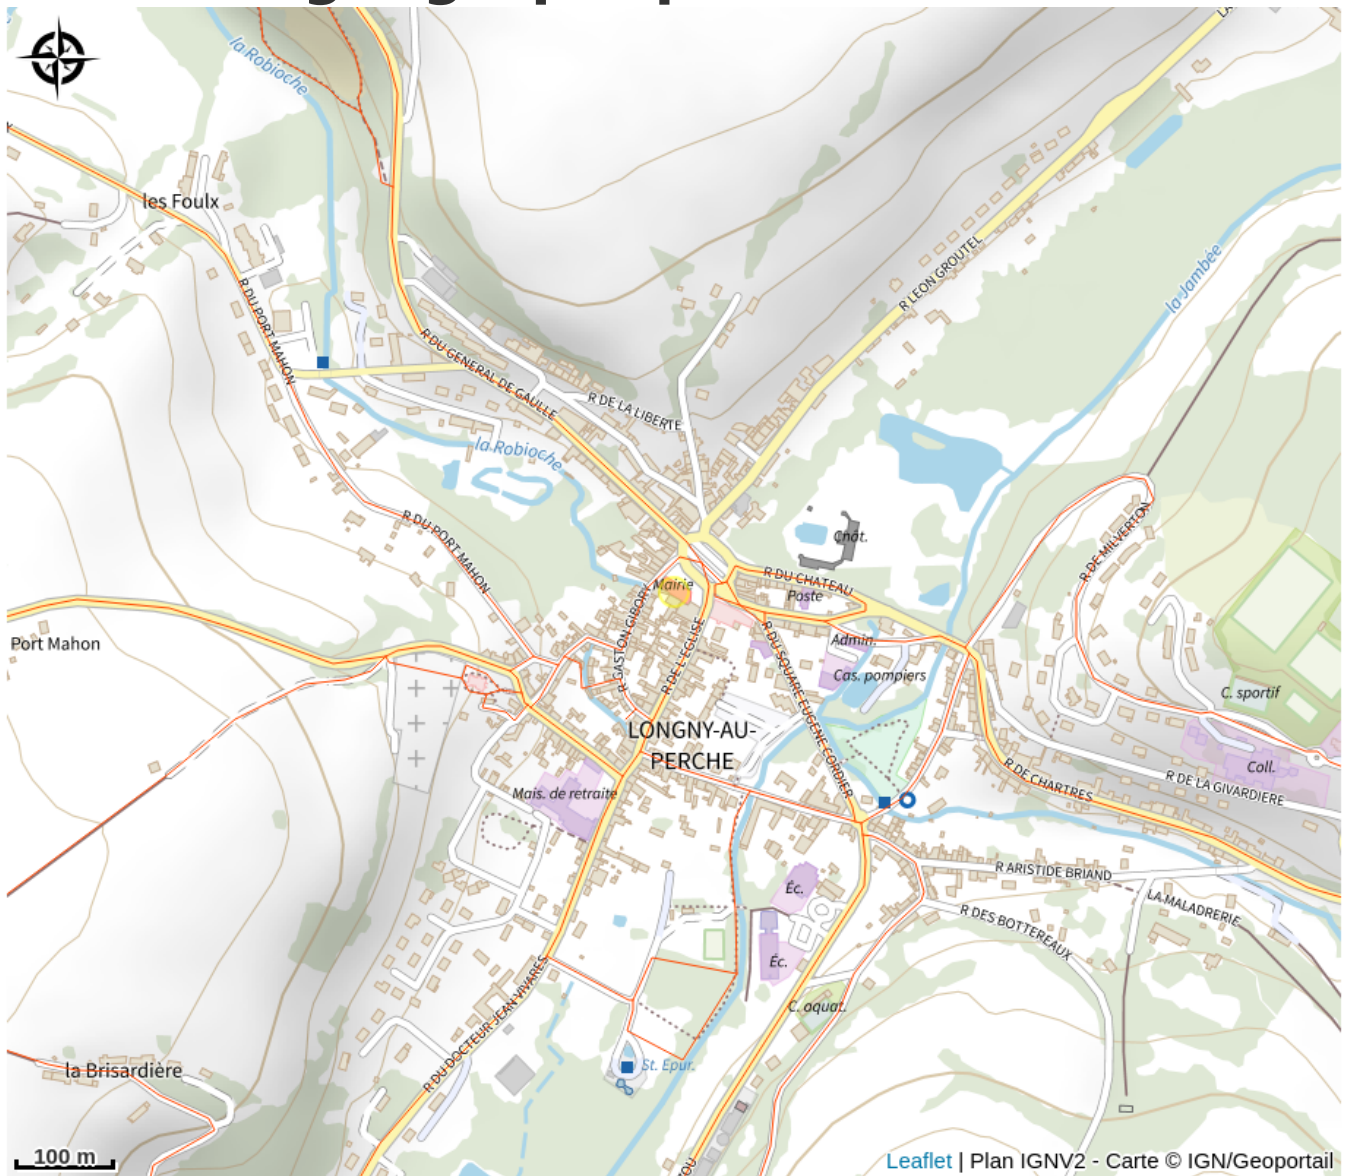 la Robioche
les Foulx
R LEON GROUTEL
la Jambée
R DU PORT MAHON
R DU GENERAL DE GAULLE
R DE LA LIBERTE
la Robioche
R DU PORT MAHON
Chât.
R DE MILVERTON
Mairie
R DU CHATEAU
Poste
R GASTON GIBORY
R DE L'EGLISE
Port Mahon
Admin.
Cas. pompiers
R DU SQUARE EUGENE CORDIER
C. sportif
LONGNY-AU-
PERCHE
Coll.
R DE CHARTRES
R DE LA GIVARDIERE
Mais. de retraite
R ARISTIDE BRIAND
Éc.
LA MALADRERIE
R DES BOTTEREAUX
Éc.
C. aquat.
R DU DOCTEUR JEAN VIVARES
St. Epur.
la Brisardière
100 m
Leaflet | Plan IGNV2 - Carte © IGN/Geoportail